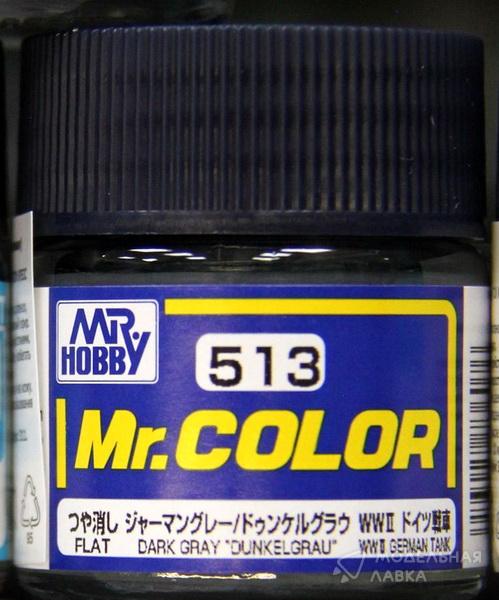 MR.
HOBBY
513
Mr.COLOR
つや消し ジャーマングレー/ドゥンケルグラウ WWⅡ ドイツ戦車
FLAT DARK GRAY "DUNKELGRAU" WWⅡ GERMAN TANK
МОДЕЛЬНАЯ
ЛАВКА
85